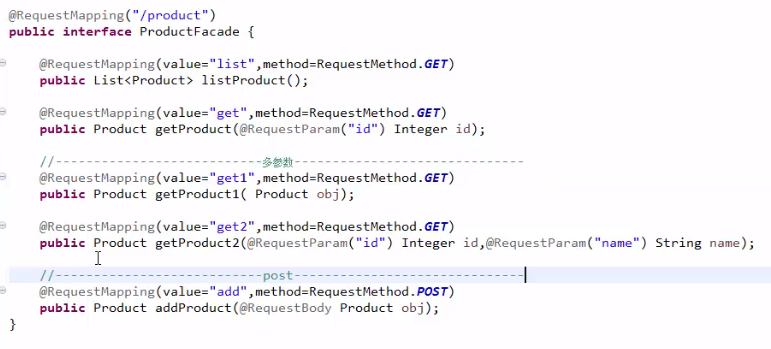 @RequestMapping("/product")
public interface ProductFacade {
@RequestMapping(value="list",method=RequestMethod.GET)
public List<Product> listProduct();
@RequestMapping(value="get",method=RequestMethod.GET)
public Product getProduct(@RequestParam("id") Integer id);
//---------------------------多参数------------------------------
@RequestMapping(value="get1",method=RequestMethod.GET)
public Product getProduct1( Product obj);
@RequestMapping(value="get2",method=RequestMethod.GET)
public Product getProduct2(@RequestParam("id") Integer id,@RequestParam("name") String name);
//---------------------------post------------------------------
@RequestMapping(value="add",method=RequestMethod.POST)
public Product addProduct(@RequestBody Product obj);
}